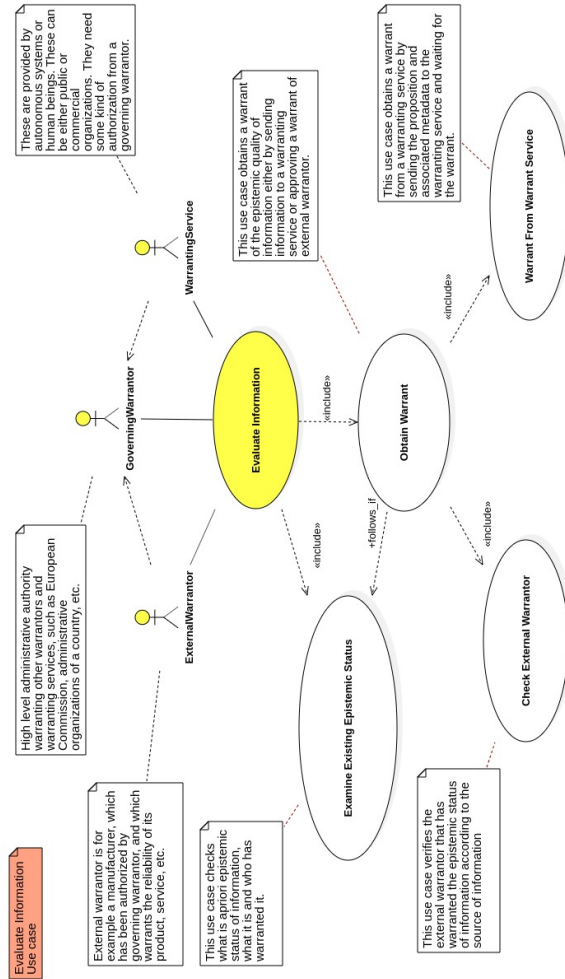 Evaluate Information
Use case
External warrantor is for
example a manufacturer, which
has been authorized by
governing warrantor, and which
warrants the reliability of its
product, service, etc.
High level administrative authority
warranting other warrantors and
warranting services, such as European
Commission, administrative
organizations of a country, etc.
These are provided by
autonomous systems or
human beings. These can
be either public or
commercial
organizations. They need
some kind of
authorization from a
governing warrantor.
GoverningWarrantor
ExternalWarrantor
WarrantingService
Evaluate Information
This use case obtains a warrant
of the epistemic quality of
information either by sending
information to a warranting
service or approving a warrant of
external warrantor.
«include»
«include»
This use case checks
what is apriori epistemic
status of information,
what it is and who has
warranted it.
Examine Existing Epistemic Status
+follows_if
Obtain Warrant
«include»
«include»
This use case obtains a warrant
from a warranting service by
sending the proposition and
associated metadata to the
warranting service and waiting for
the warrant.
This use case verifies the
external warrantor that has
warranted the epistemic status
of information according to the
source of information
Check External Warrantor
Warrant From Warrant Service